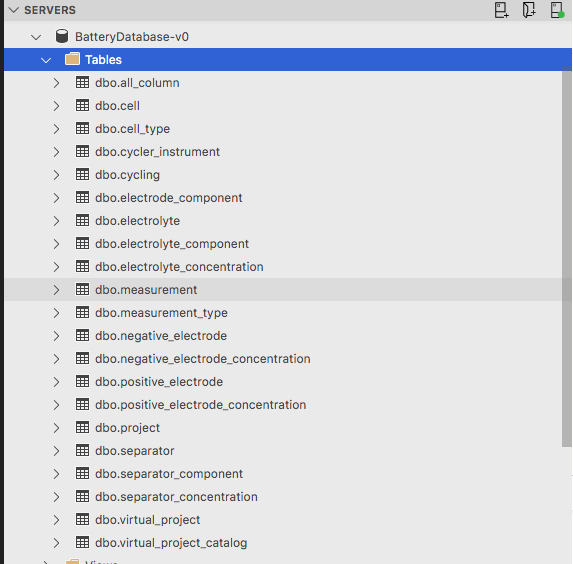 SERVERS
BatteryDatabase-v0
Tables
dbo.all_column
dbo.cell
dbo.cell_type
dbo.cycler_instrument
dbo.cycling
dbo.electrode_component
dbo.electrolyte
dbo.electrolyte_component
dbo.electrolyte_concentration
dbo.measurement
dbo.measurement_type
dbo.negative_electrode
dbo.negative_electrode_concentration
dbo.positive_electrode
dbo.positive_electrode_concentration
dbo.project
dbo.separator
dbo.separator_component
dbo.separator_concentration
dbo.virtual_project
dbo.virtual_project_catalog
Views